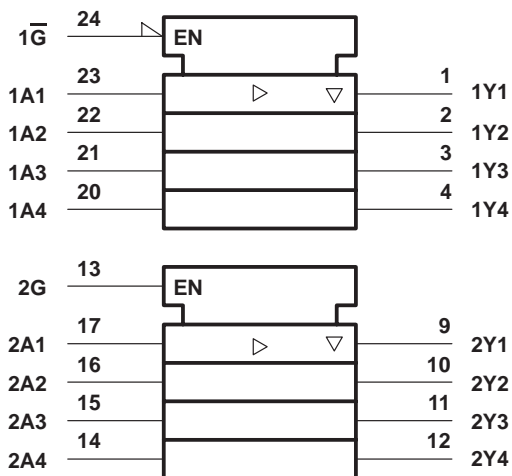 1G̅ 24 EN
1A1 23 1 1Y1
1A2 22 2 1Y2
1A3 21 3 1Y3
1A4 20 4 1Y4
2G 13 EN
2A1 17 9 2Y1
2A2 16 10 2Y2
2A3 15 11 2Y3
2A4 14 12 2Y4